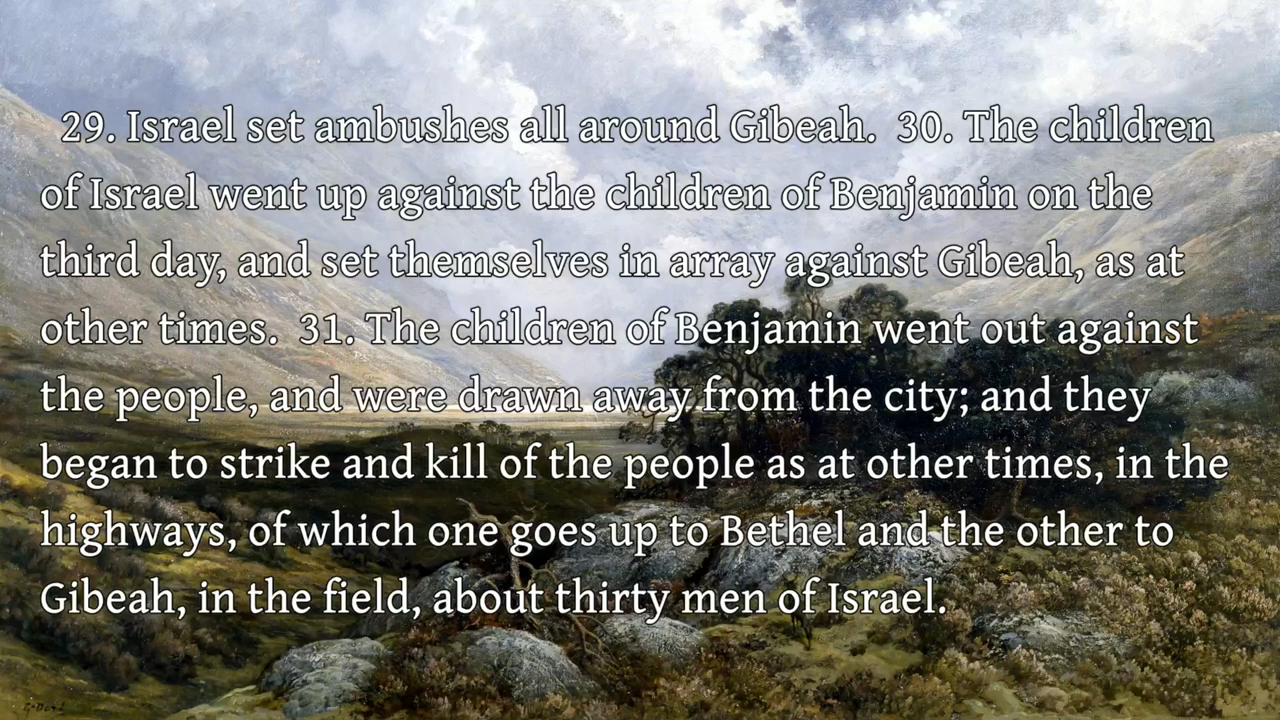 29. Israel set ambushes all around Gibeah. 30. The children
of Israel went up against the children of Benjamin on the
third day, and set themselves in array against Gibeah, as at
other times. 31. The children of Benjamin went out against
the people, and were drawn away from the city; and they
began to strike and kill of the people as at other times, in the
highways, of which one goes up to Bethel and the other to
Gibeah, in the field, about thirty men of Israel.